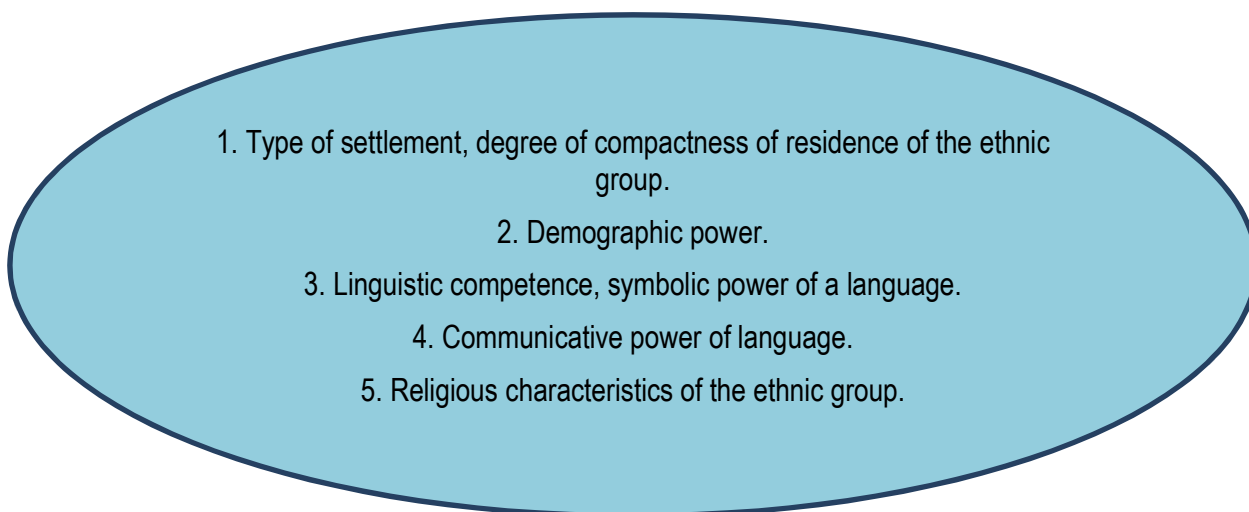 1. Type of settlement, degree of compactness of residence of the ethnic
group.
2. Demographic power.
3. Linguistic competence, symbolic power of a language.
4. Communicative power of language.
5. Religious characteristics of the ethnic group.